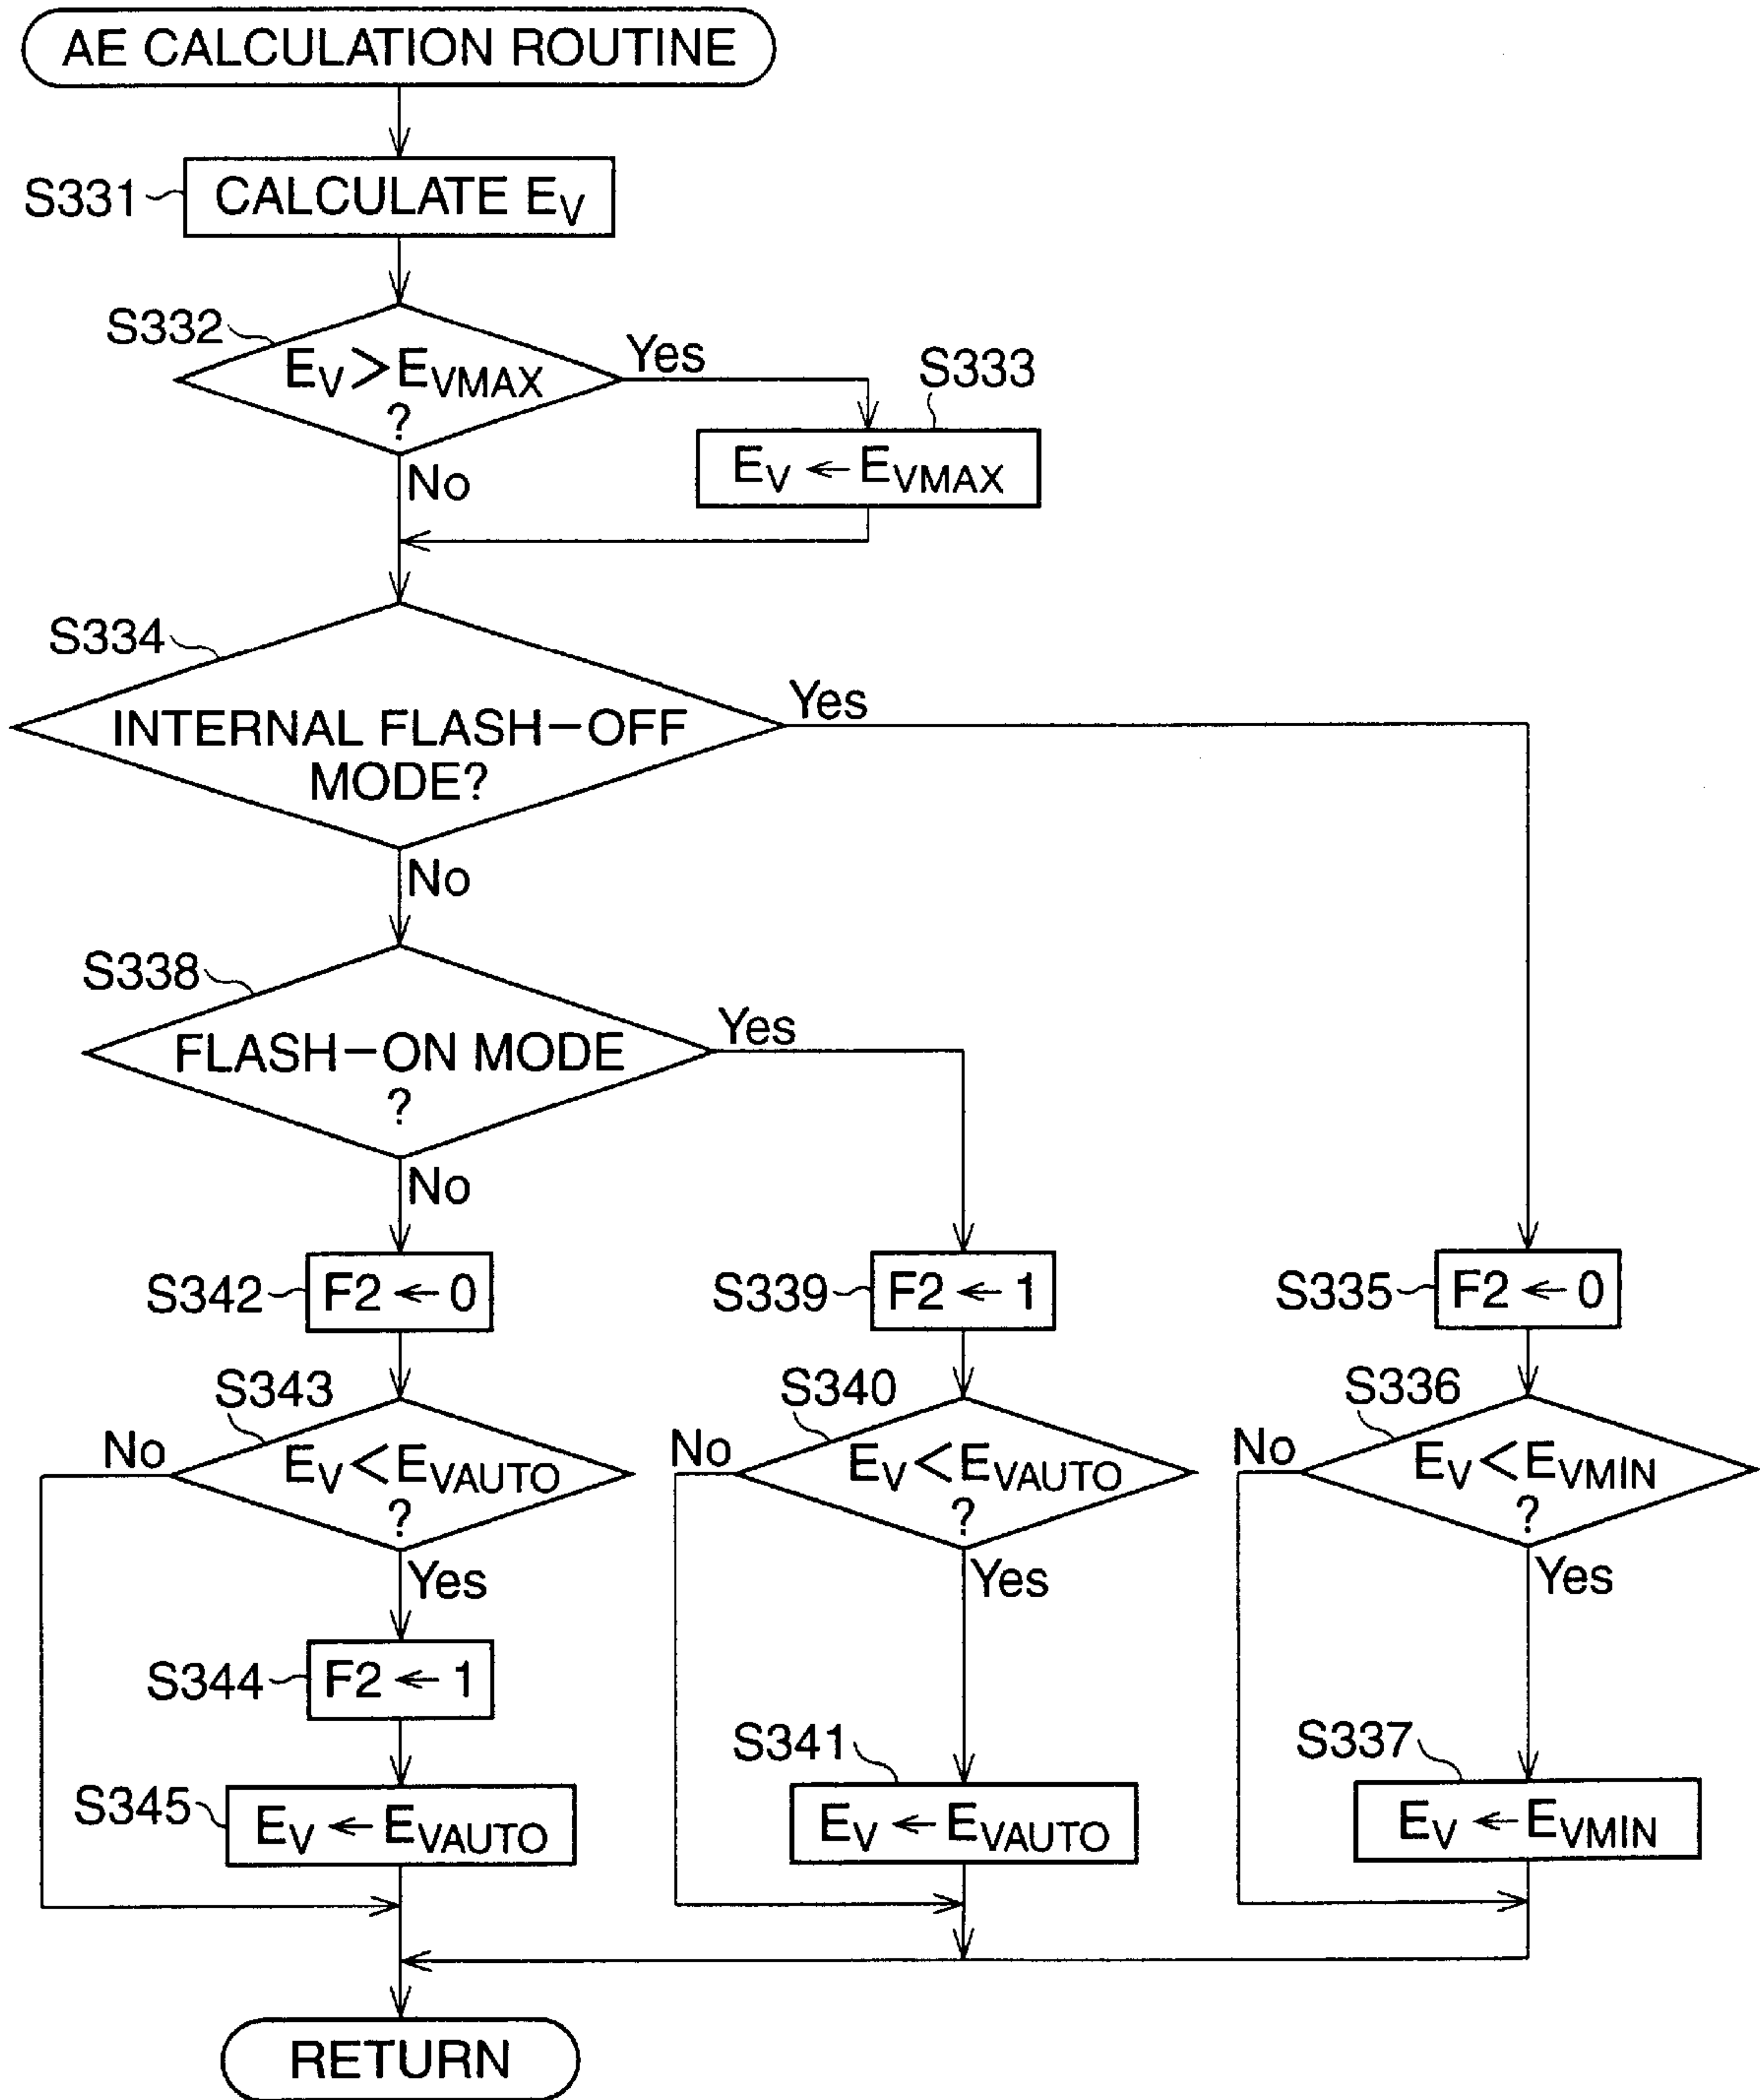 AE CALCULATION ROUTINE
S331
CALCULATE EV
S332
EV>EVMAX
?
Yes
No
S333
EV←EVMAX
S334
INTERNAL FLASH-OFF
MODE?
Yes
No
S338
FLASH-ON MODE
?
Yes
No
S342
F2←0
S339
F2←1
S335
F2←0
S343
EV<EVAUTO
?
No
Yes
S340
EV<EVAUTO
?
No
Yes
S336
EV<EVMIN
?
No
Yes
S344
F2←1
S345
EV←EVAUTO
S341
EV←EVAUTO
S337
EV←EVMIN
RETURN